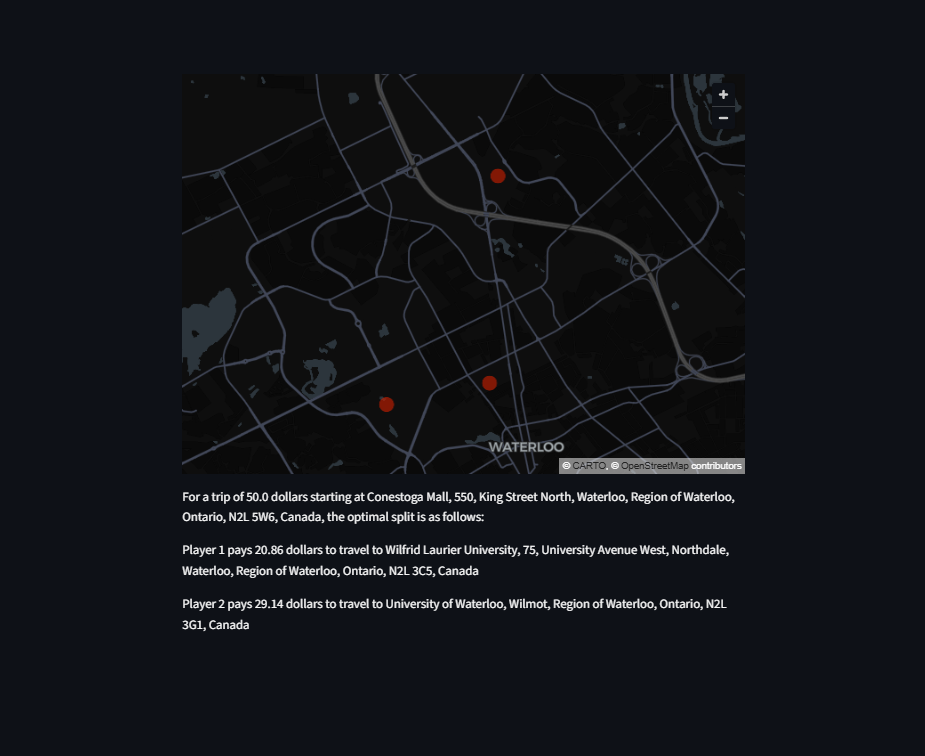 +
−
WATERLOO
© CARTO, © OpenStreetMap contributors
For a trip of 50.0 dollars starting at Conestoga Mall, 550, King Street North, Waterloo, Region of Waterloo,
Ontario, N2L 5W6, Canada, the optimal split is as follows:
Player 1 pays 20.86 dollars to travel to Wilfrid Laurier University, 75, University Avenue West, Northdale,
Waterloo, Region of Waterloo, Ontario, N2L 3C5, Canada
Player 2 pays 29.14 dollars to travel to University of Waterloo, Wilmot, Region of Waterloo, Ontario, N2L
3G1, Canada